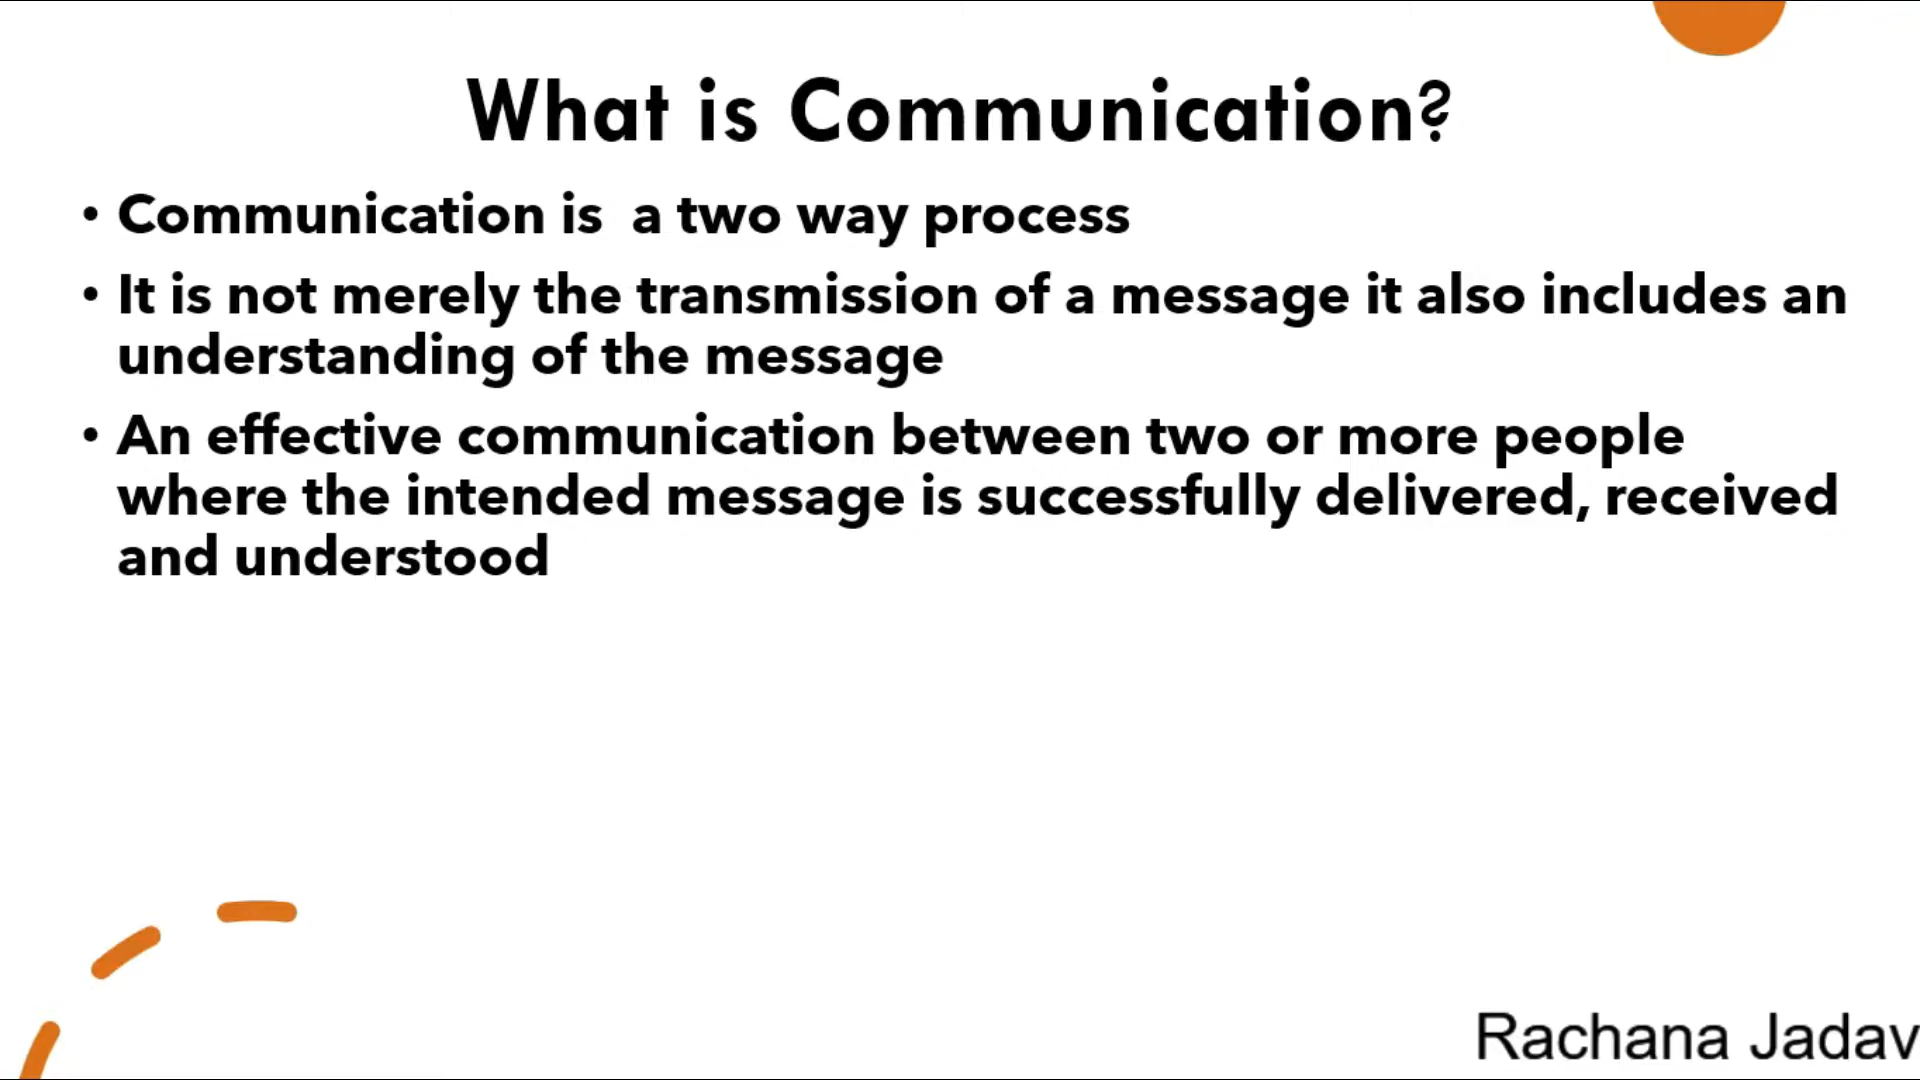 What is Communication?
• Communication is  a two way process
• It is not merely the transmission of a message it also includes an
understanding of the message
• An effective communication between two or more people
where the intended message is successfully delivered, received
and understood
Rachana Jadav